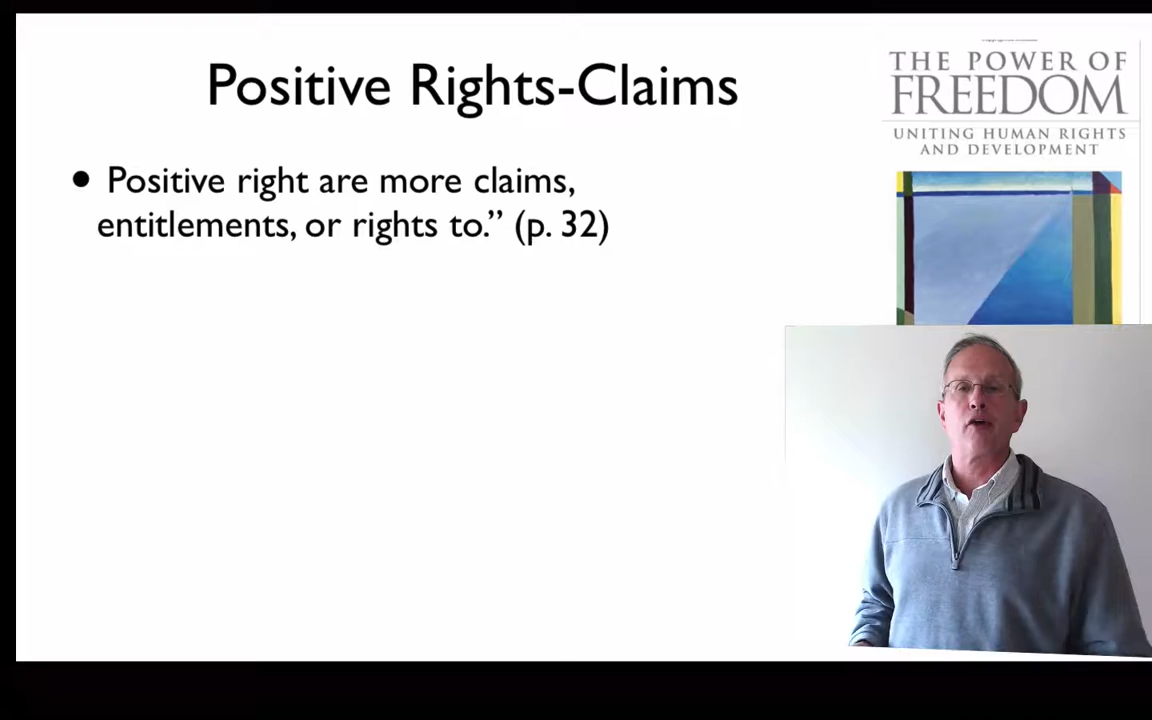 Positive Rights-Claims
• Positive right are more claims,
entitlements, or rights to.” (p. 32)
THE POWER OF
FREEDOM
UNITING HUMAN RIGHTS
AND DEVELOPMENT